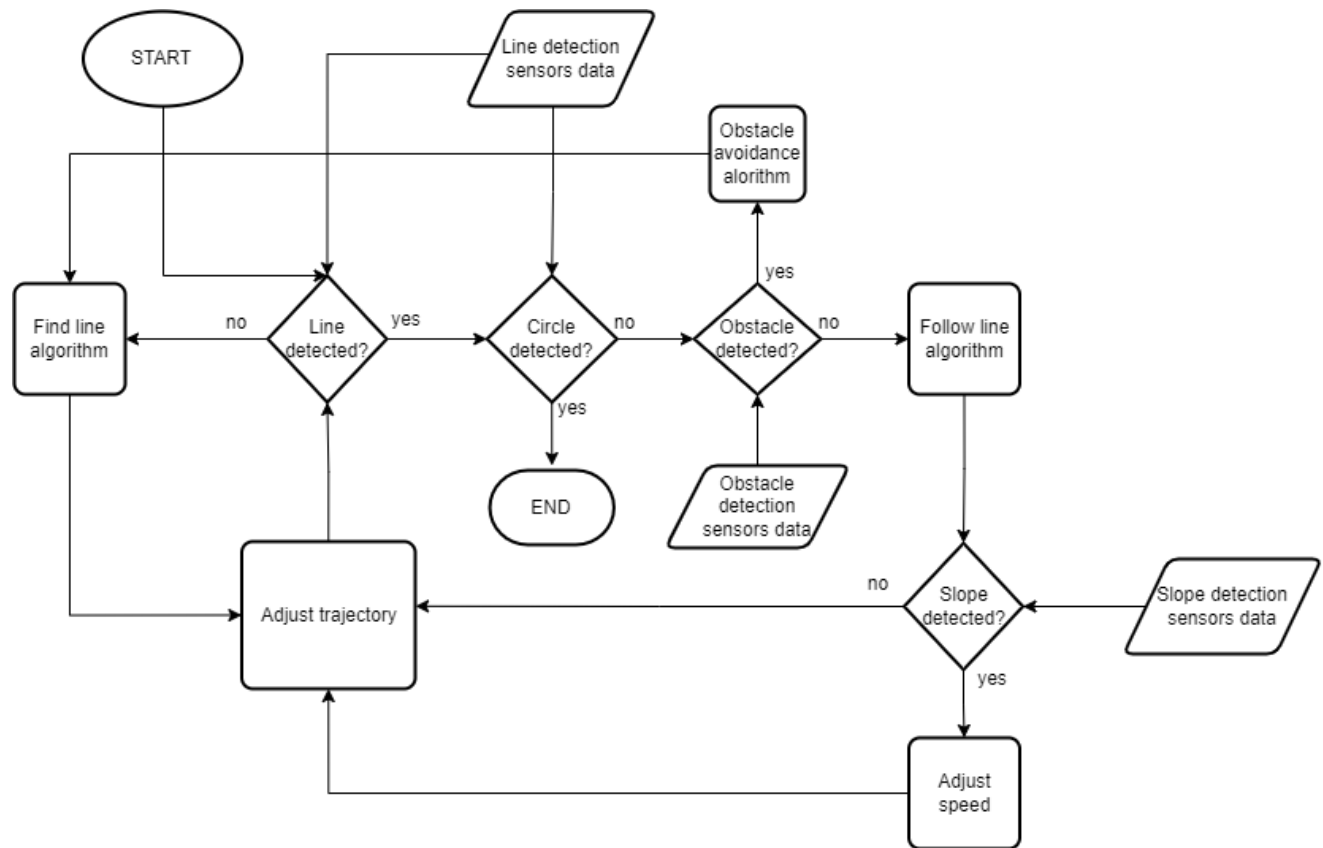 START
Line detection
sensors data
Obstacle
avoidance
alorithm
yes
Find line
algorithm
no
Line
detected?
yes
Circle
detected?
no
Obstacle
detected?
no
Follow line
algorithm
yes
END
Obstacle
detection
sensors data
Adjust trajectory
no
Slope
detected?
Slope detection
sensors data
yes
Adjust
speed